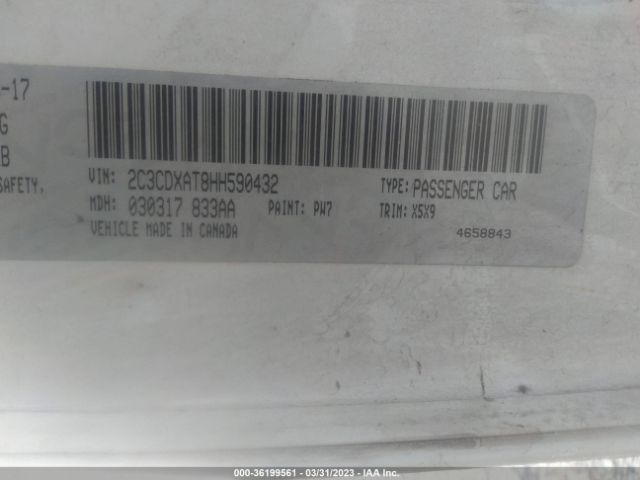 -17
G
B
SAFETY,
VIN: 2C3CDXAT8HH590432 TYPE: PASSENGER CAR
MDH: 030317 833AA PAINT: PW7 TRIM: X5X9
VEHICLE MADE IN CANADA 4658843
000-36199561 - 03/31/2023 - IAA Inc.